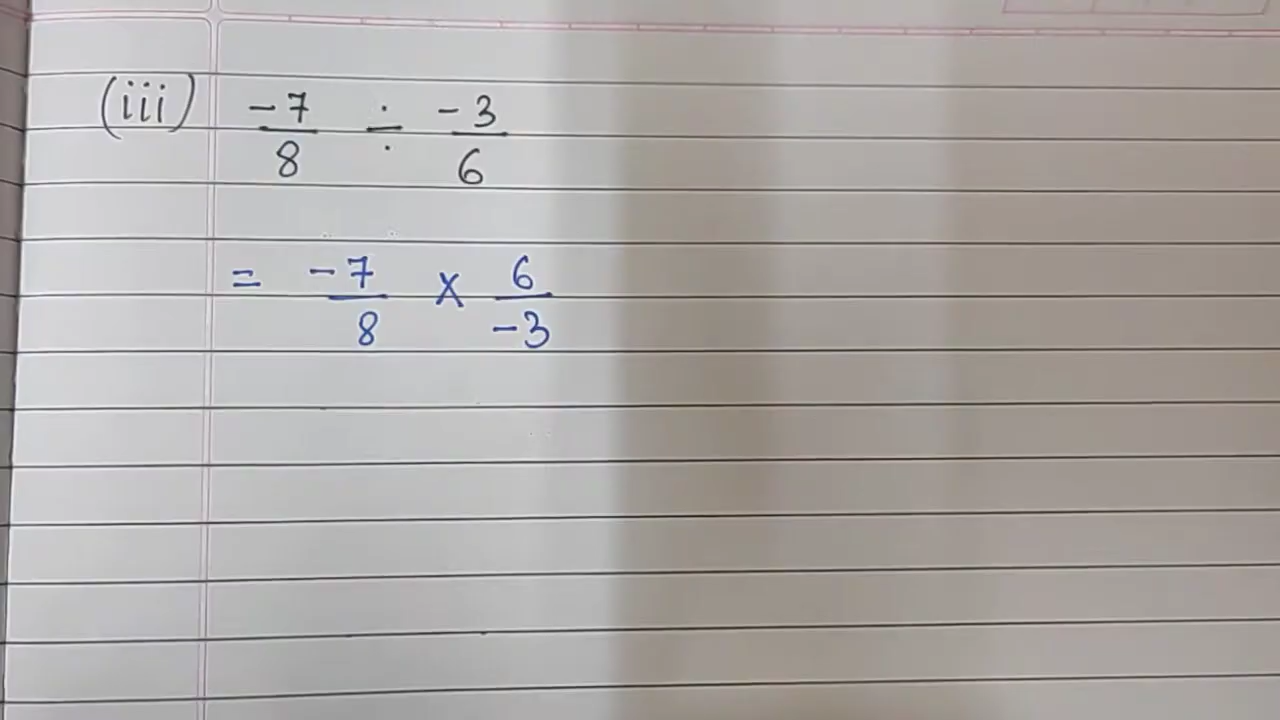 (iii) -7/8 ÷ -3/6
= -7/8 × 6/-3